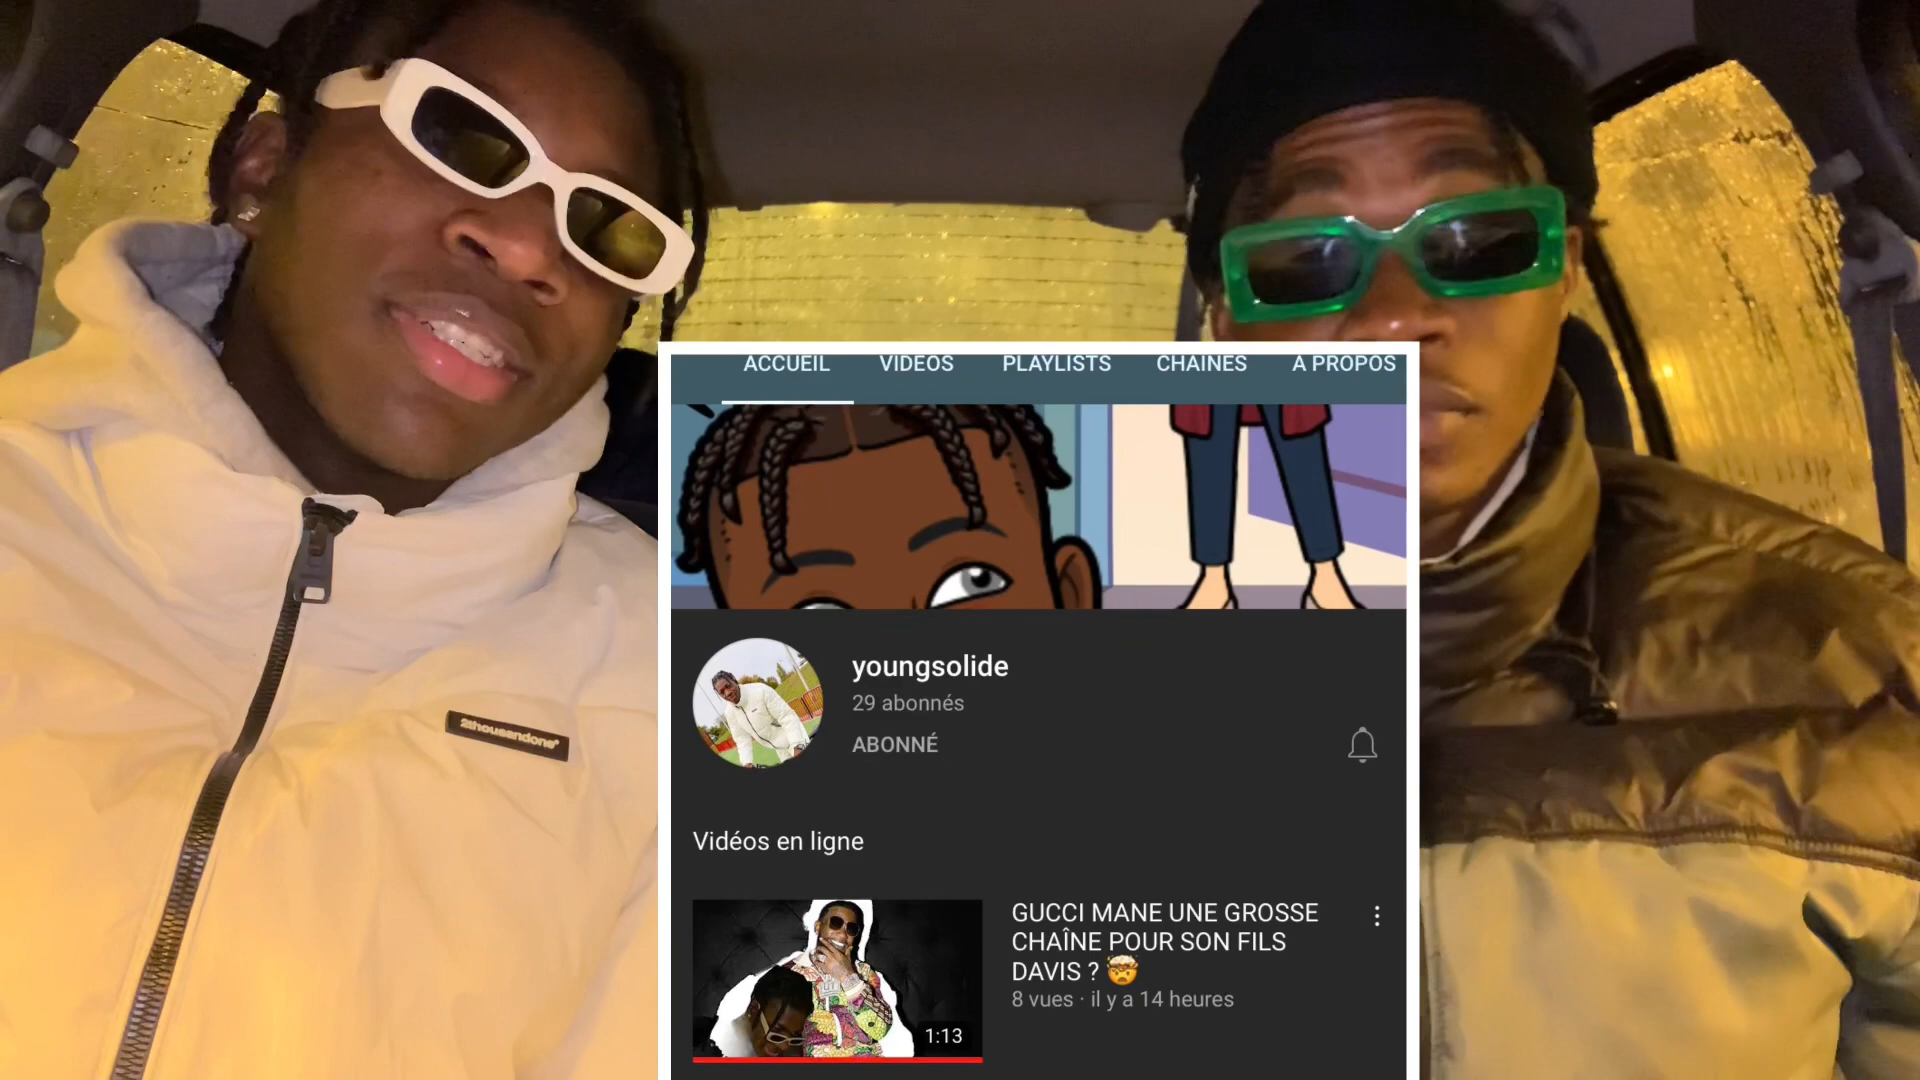 ACCUEIL VIDEOS PLAYLISTS CHAINES A PROPOS
youngsolide
29 abonnés
ABONNÉ
2thousandone*
Vidéos en ligne
GUCCI MANE UNE GROSSE
CHAÎNE POUR SON FILS
DAVIS ? 🤯
8 vues · il y a 14 heures
1:13